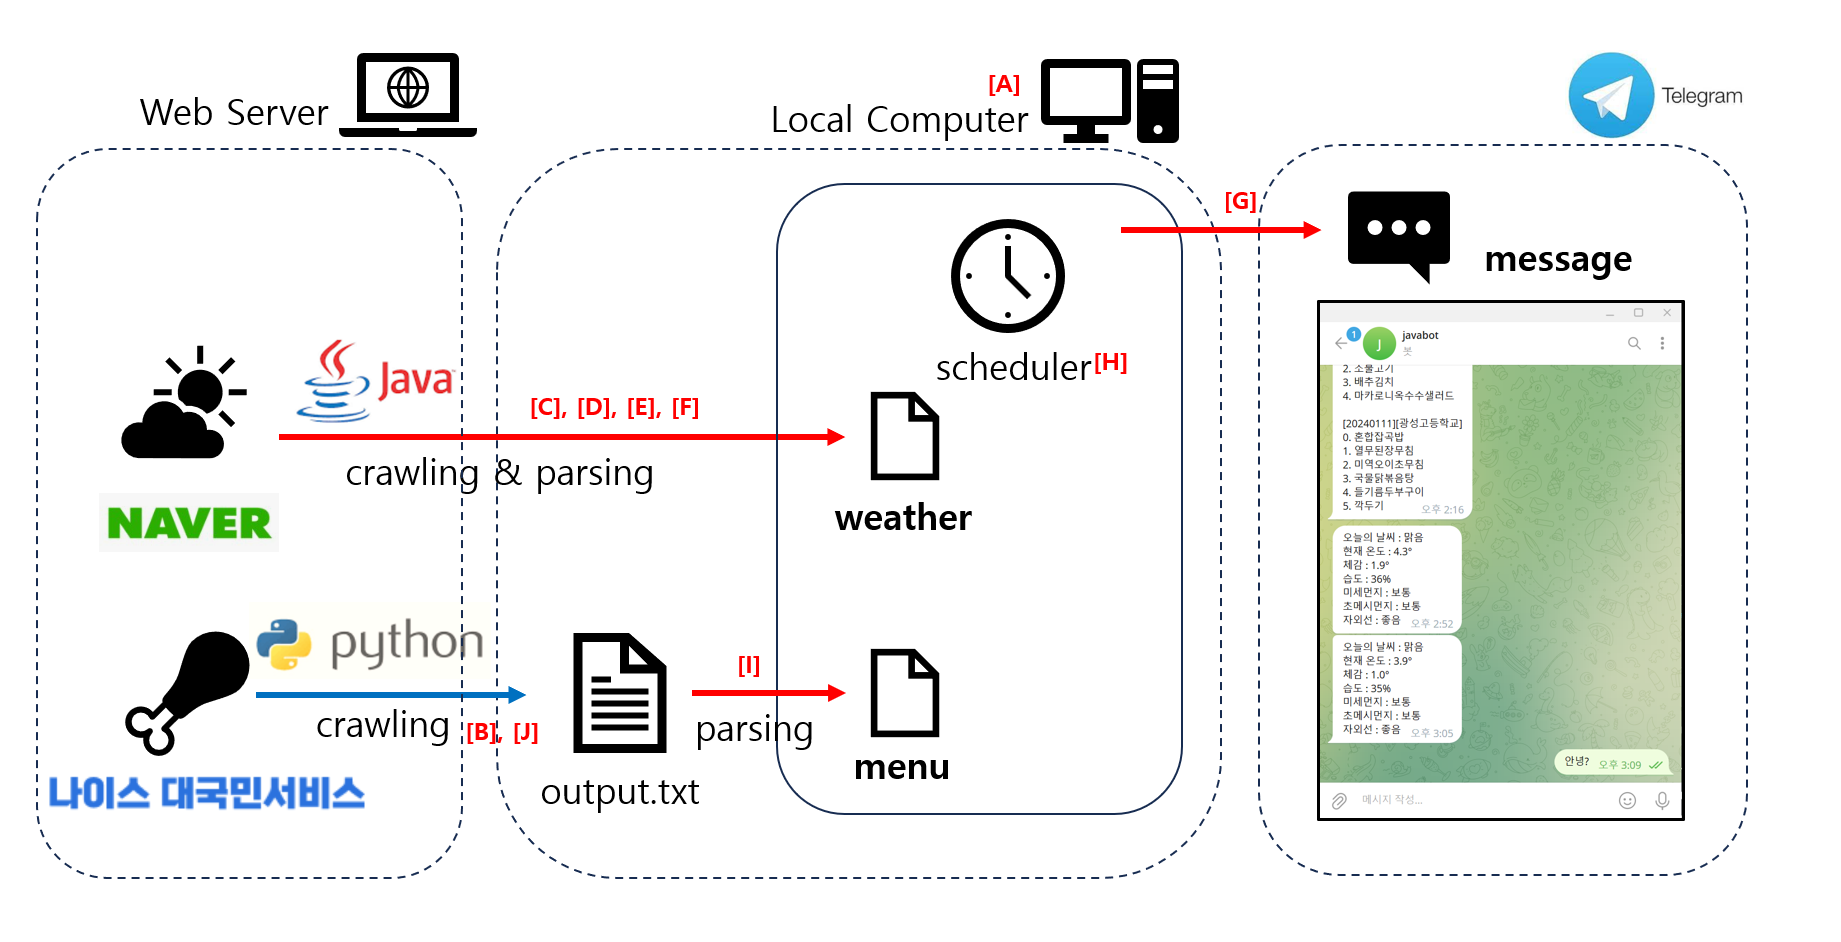 Web Server
[A]
Local Computer
Telegram
[G]
message
scheduler[H]
Java
[C], [D], [E], [F]
crawling & parsing
NAVER
weather
python
crawling
[B], [J]
나이스 대국민서비스
output.txt
[I]
parsing
menu
1
J
javabot
봇
2. 소불고기
3. 배추김치
4. 마카로니옥수수샐러드
[20240111][광성고등학교]
0. 혼합잡곡밥
1. 열무된장무침
2. 미역오이초무침
3. 국물닭볶음탕
4. 들기름두부구이
5. 깍두기
오후 2:16
오늘의 날씨 : 맑음
현재 온도 : 4.3°
체감 : 1.9°
습도 : 36%
미세먼지 : 보통
초메시먼지 : 보통
자외선 : 좋음
오후 2:52
오늘의 날씨 : 맑음
현재 온도 : 3.9°
체감 : 1.0°
습도 : 35%
미세먼지 : 보통
초메시먼지 : 보통
자외선 : 좋음
오후 3:05
안녕?
오후 3:09
메시지 작성...